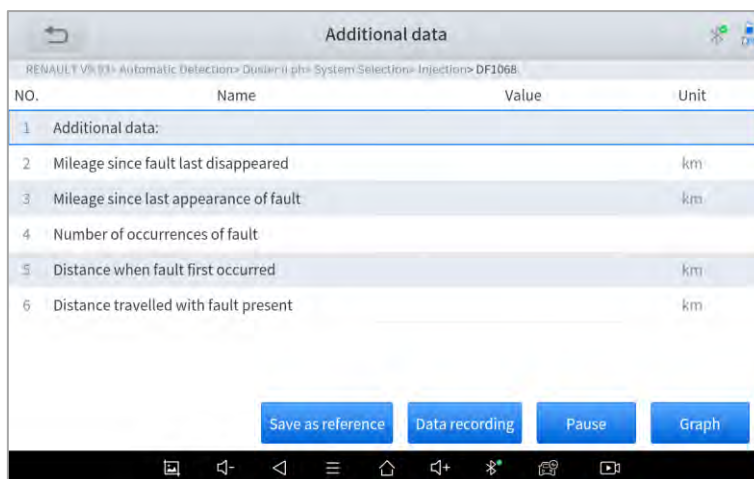 Additional data
RENAULT V9.93> Automatic Detection> Duster II ph> System Selection> Injection> DF1068
NO. Name Value Unit
1 Additional data:
2 Mileage since fault last disappeared km
3 Mileage since last appearance of fault km
4 Number of occurrences of fault
5 Distance when fault first occurred km
6 Distance travelled with fault present km
Save as reference Data recording Pause Graph